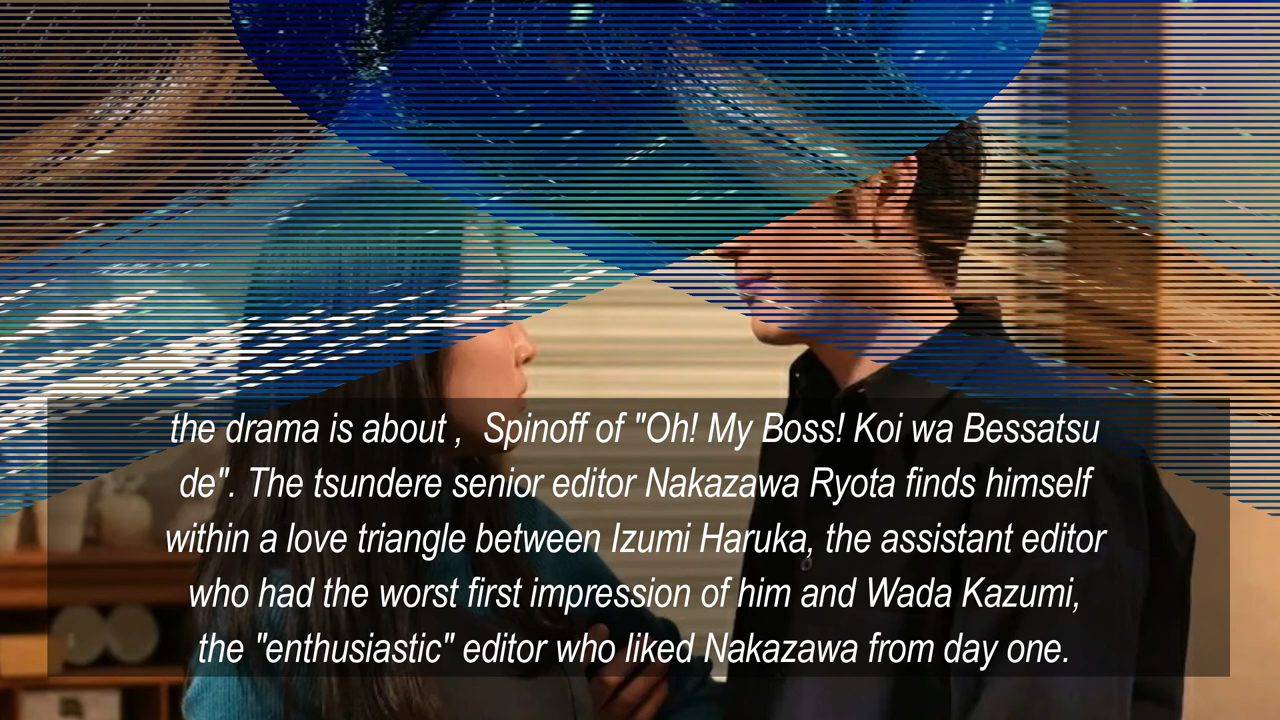 the drama is about ,  Spinoff of "Oh! My Boss! Koi wa Bessatsu
de". The tsundere senior editor Nakazawa Ryota finds himself
within a love triangle between Izumi Haruka, the assistant editor
who had the worst first impression of him and Wada Kazumi,
the "enthusiastic" editor who liked Nakazawa from day one.